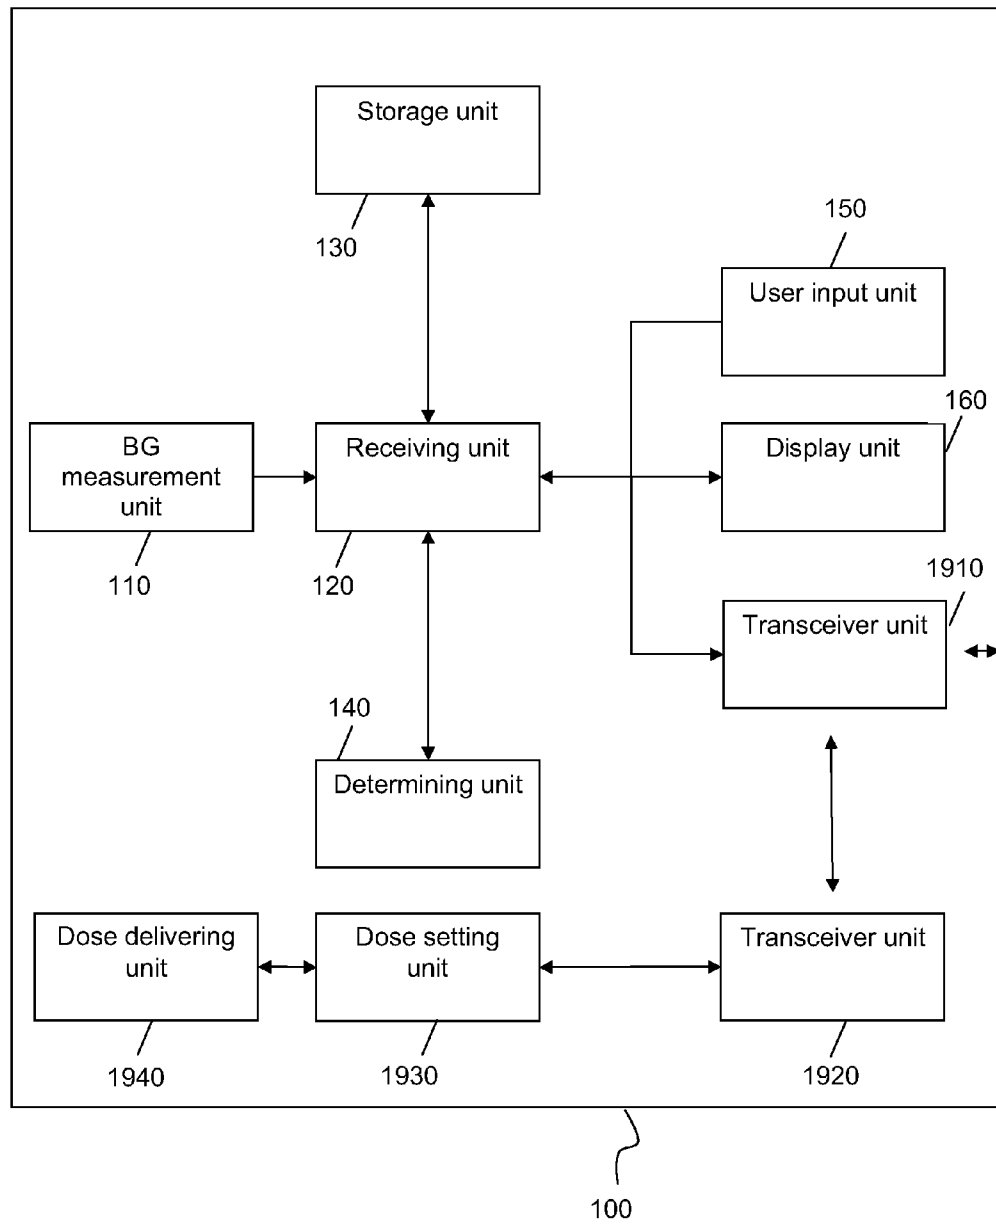 Storage unit
130
150
User input unit
160
BG
measurement
unit
110
Receiving unit
120
Display unit
1910
Transceiver unit
140
Determining unit
Dose delivering
unit
1940
Dose setting
unit
1930
Transceiver unit
1920
100